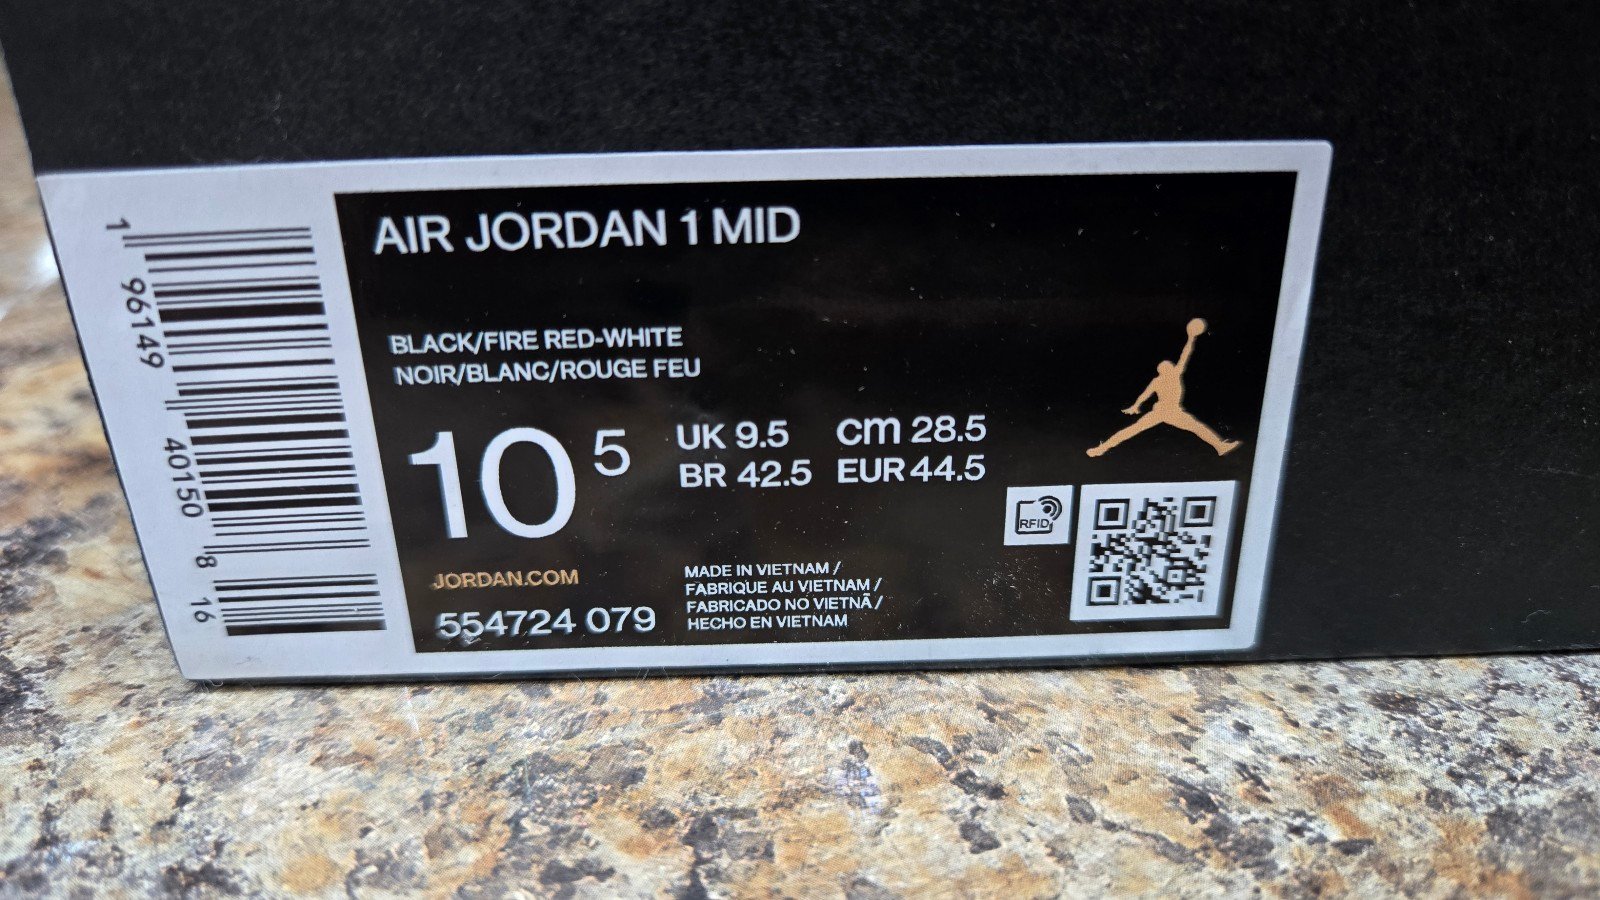 AIR JORDAN 1 MID
BLACK/FIRE RED-WHITE
NOIR/BLANC/ROUGE FEU
10 5
UK 9.5 cm 28.5
BR 42.5 EUR 44.5
RFID
JORDAN.COM
554724 079
MADE IN VIETNAM /
FABRIQUE AU VIETNAM /
FABRICADO NO VIETNÃ /
HECHO EN VIETNAM
1 96149 40150 8 16